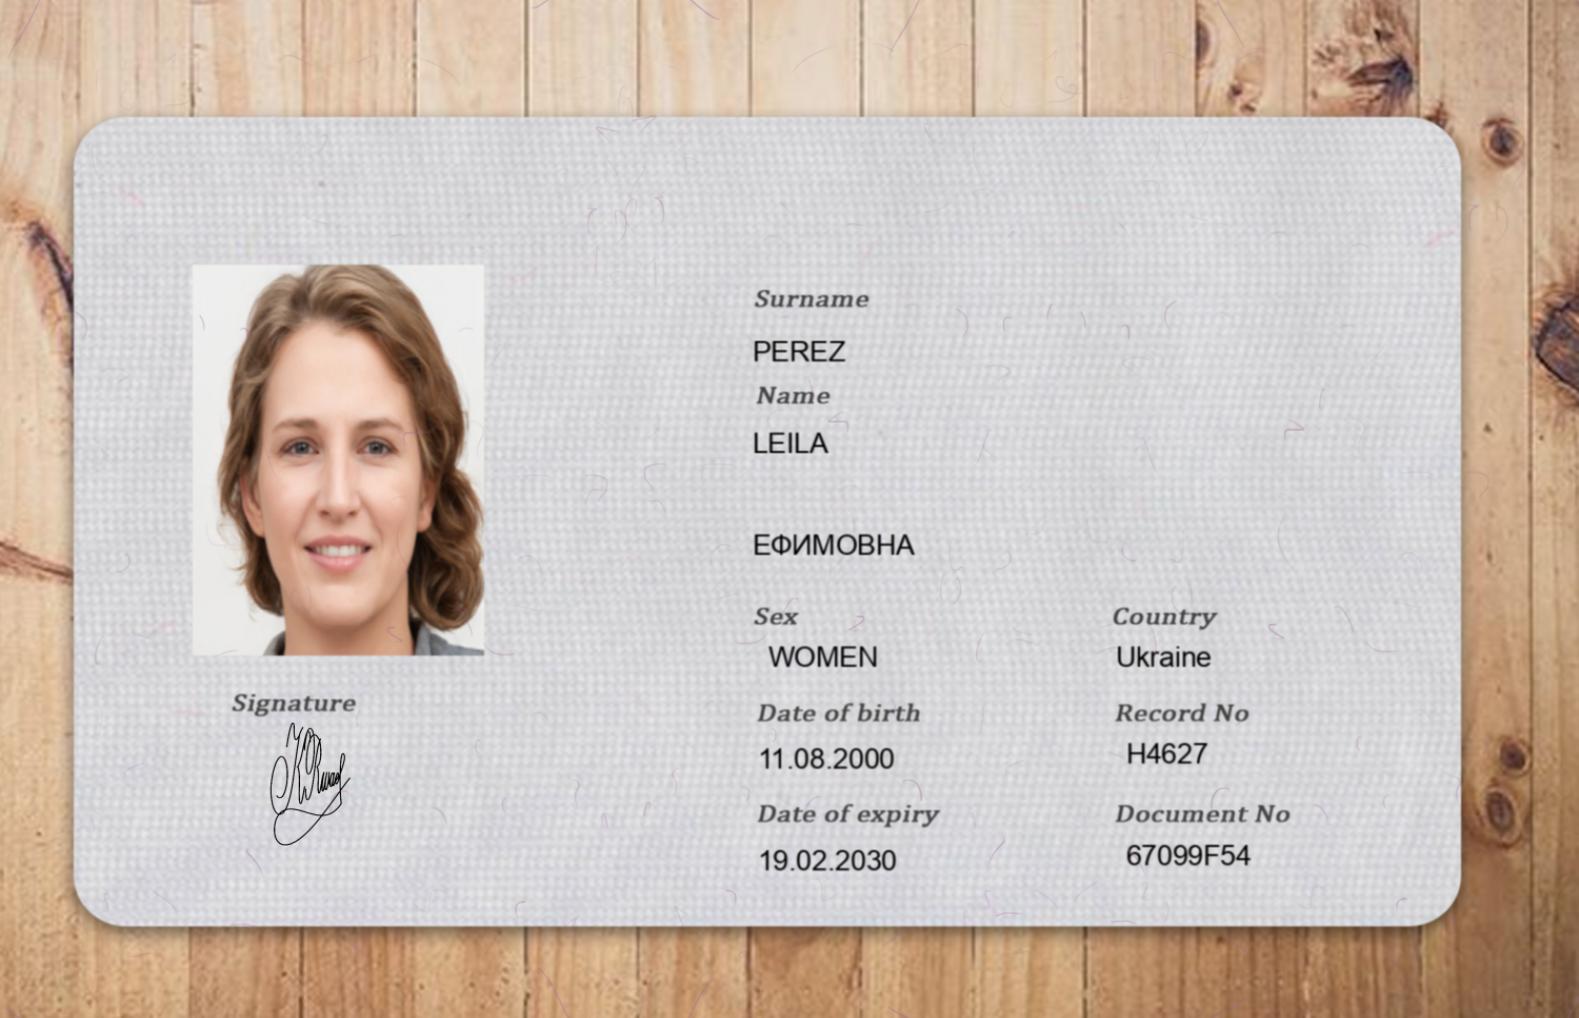 Surname
PEREZ
Name
LEILA
ЕФИМОВНА
Sex Country
WOMEN Ukraine
Date of birth Record No
11.08.2000 H4627
Date of expiry Document No
19.02.2030 67099F54
Signature